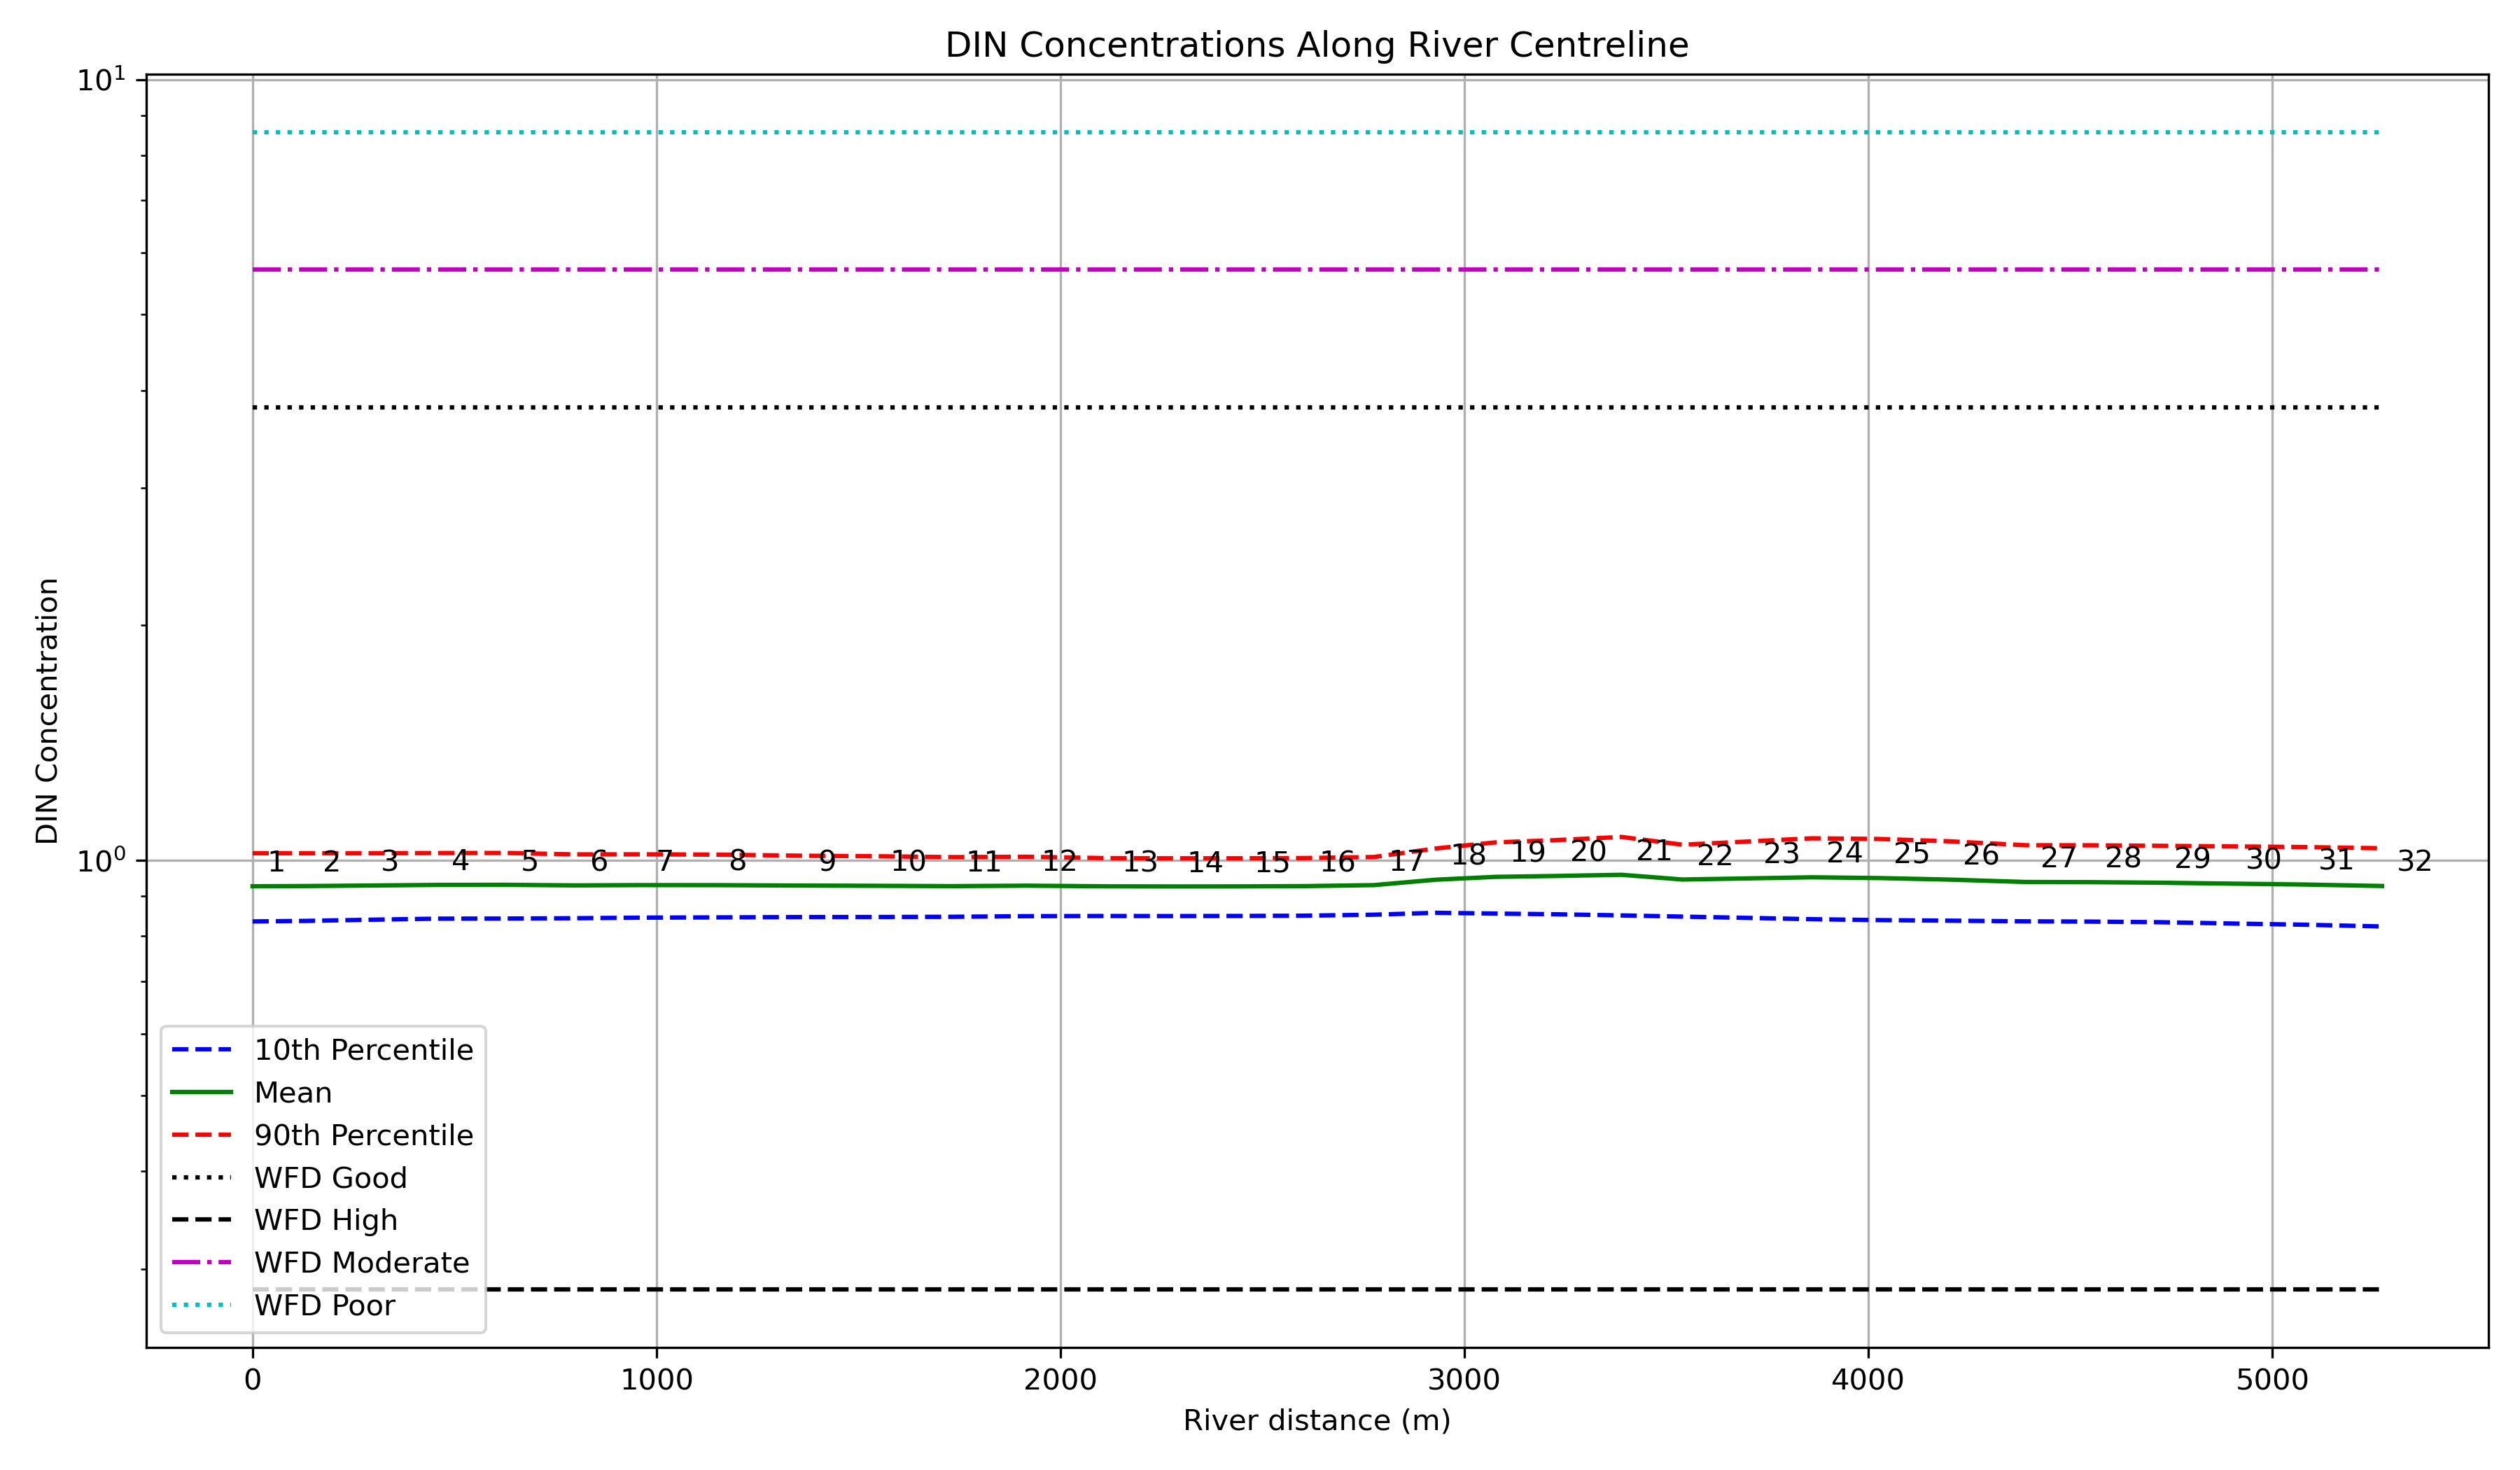 DIN Concentrations Along River Centreline
10¹
10⁰
DIN Concentration
1 2 3 4 5 6 7 8 9 10 11 12 13 14 15 16 17 18 19 20 21 22 23 24 25 26 27 28 29 30 31 32
10th Percentile
Mean
90th Percentile
WFD Good
WFD High
WFD Moderate
WFD Poor
0 1000 2000 3000 4000 5000
River distance (m)